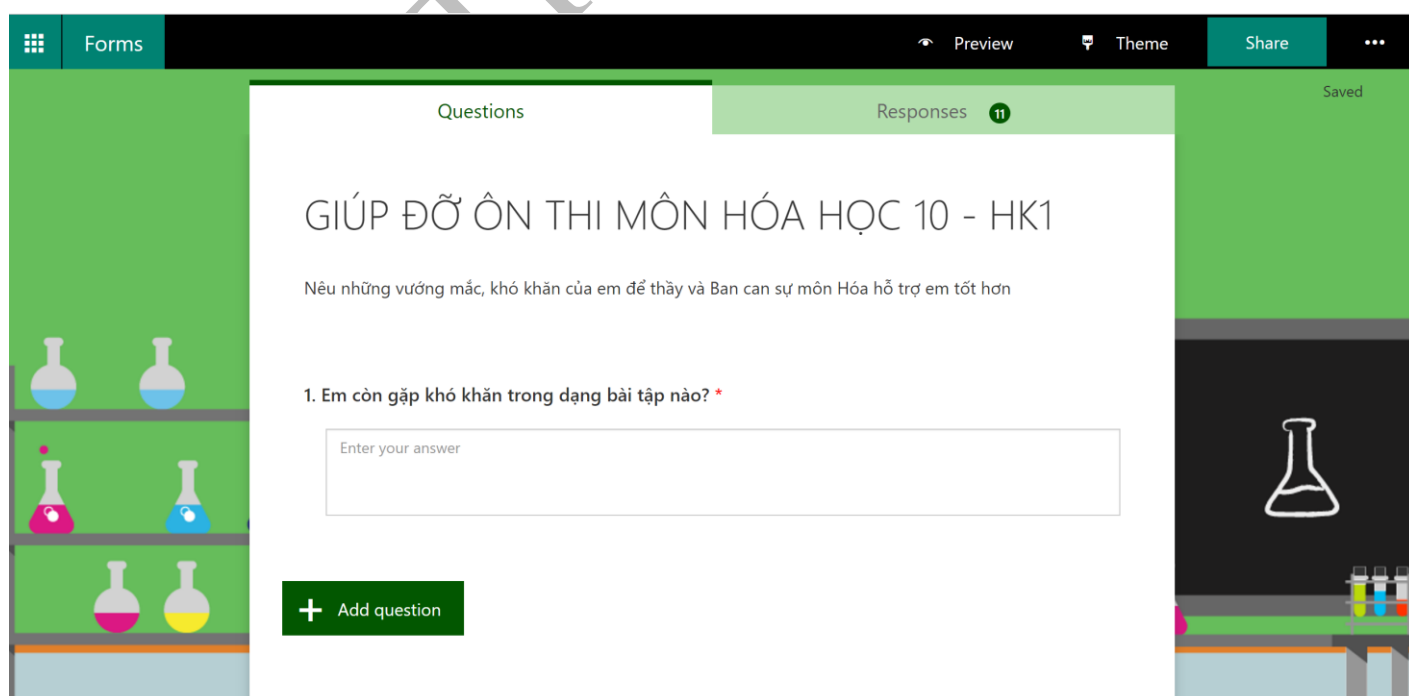 Forms
Preview
Theme
Share
Saved
Questions
Responses 11
GIÚP ĐỠ ÔN THI MÔN HÓA HỌC 10 - HK1
Nêu những vướng mắc, khó khăn của em để thầy và Ban can sự môn Hóa hỗ trợ em tốt hơn
1. Em còn gặp khó khăn trong dạng bài tập nào? *
Enter your answer
Add question